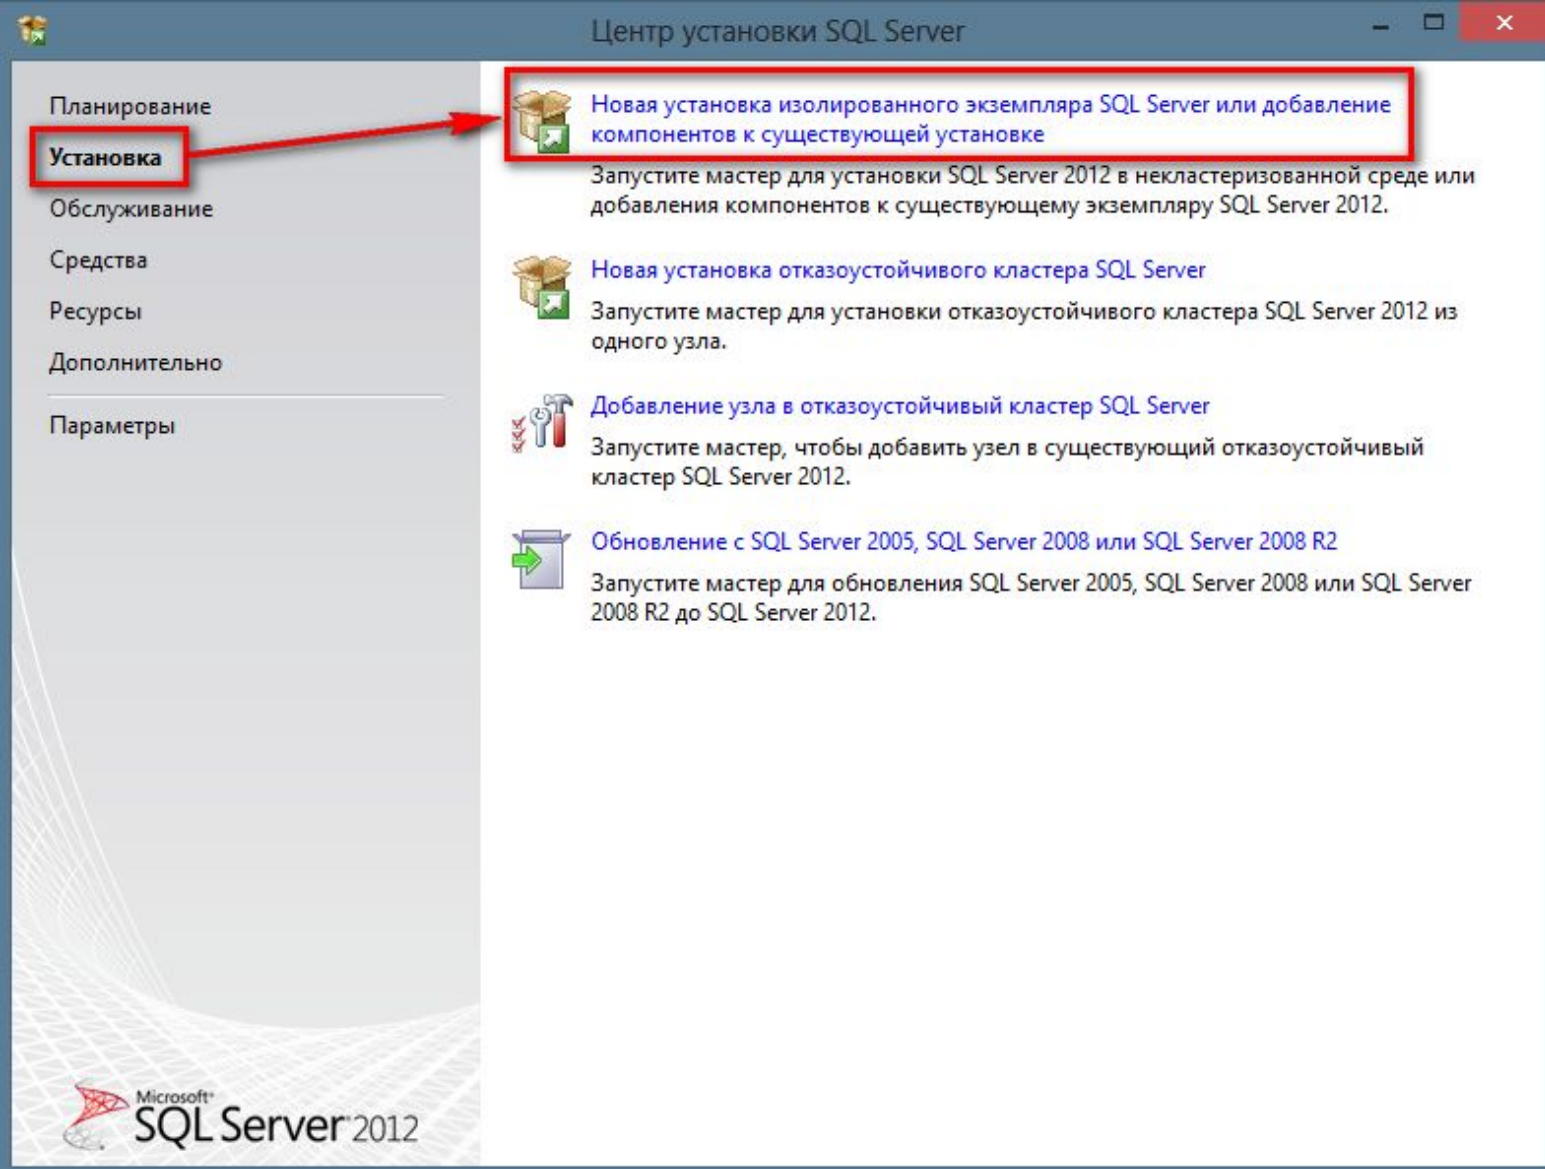 Центр установки SQL Server
Планирование
Установка
Обслуживание
Средства
Ресурсы
Дополнительно
Параметры
Новая установка изолированного экземпляра SQL Server или добавление
компонентов к существующей установке
Запустите мастер для установки SQL Server 2012 в некластеризованной среде или
добавления компонентов к существующему экземпляру SQL Server 2012.
Новая установка отказоустойчивого кластера SQL Server
Запустите мастер для установки отказоустойчивого кластера SQL Server 2012 из
одного узла.
Добавление узла в отказоустойчивый кластер SQL Server
Запустите мастер, чтобы добавить узел в существующий отказоустойчивый
кластер SQL Server 2012.
Обновление с SQL Server 2005, SQL Server 2008 или SQL Server 2008 R2
Запустите мастер для обновления SQL Server 2005, SQL Server 2008 или SQL Server
2008 R2 до SQL Server 2012.
Microsoft
SQL Server 2012